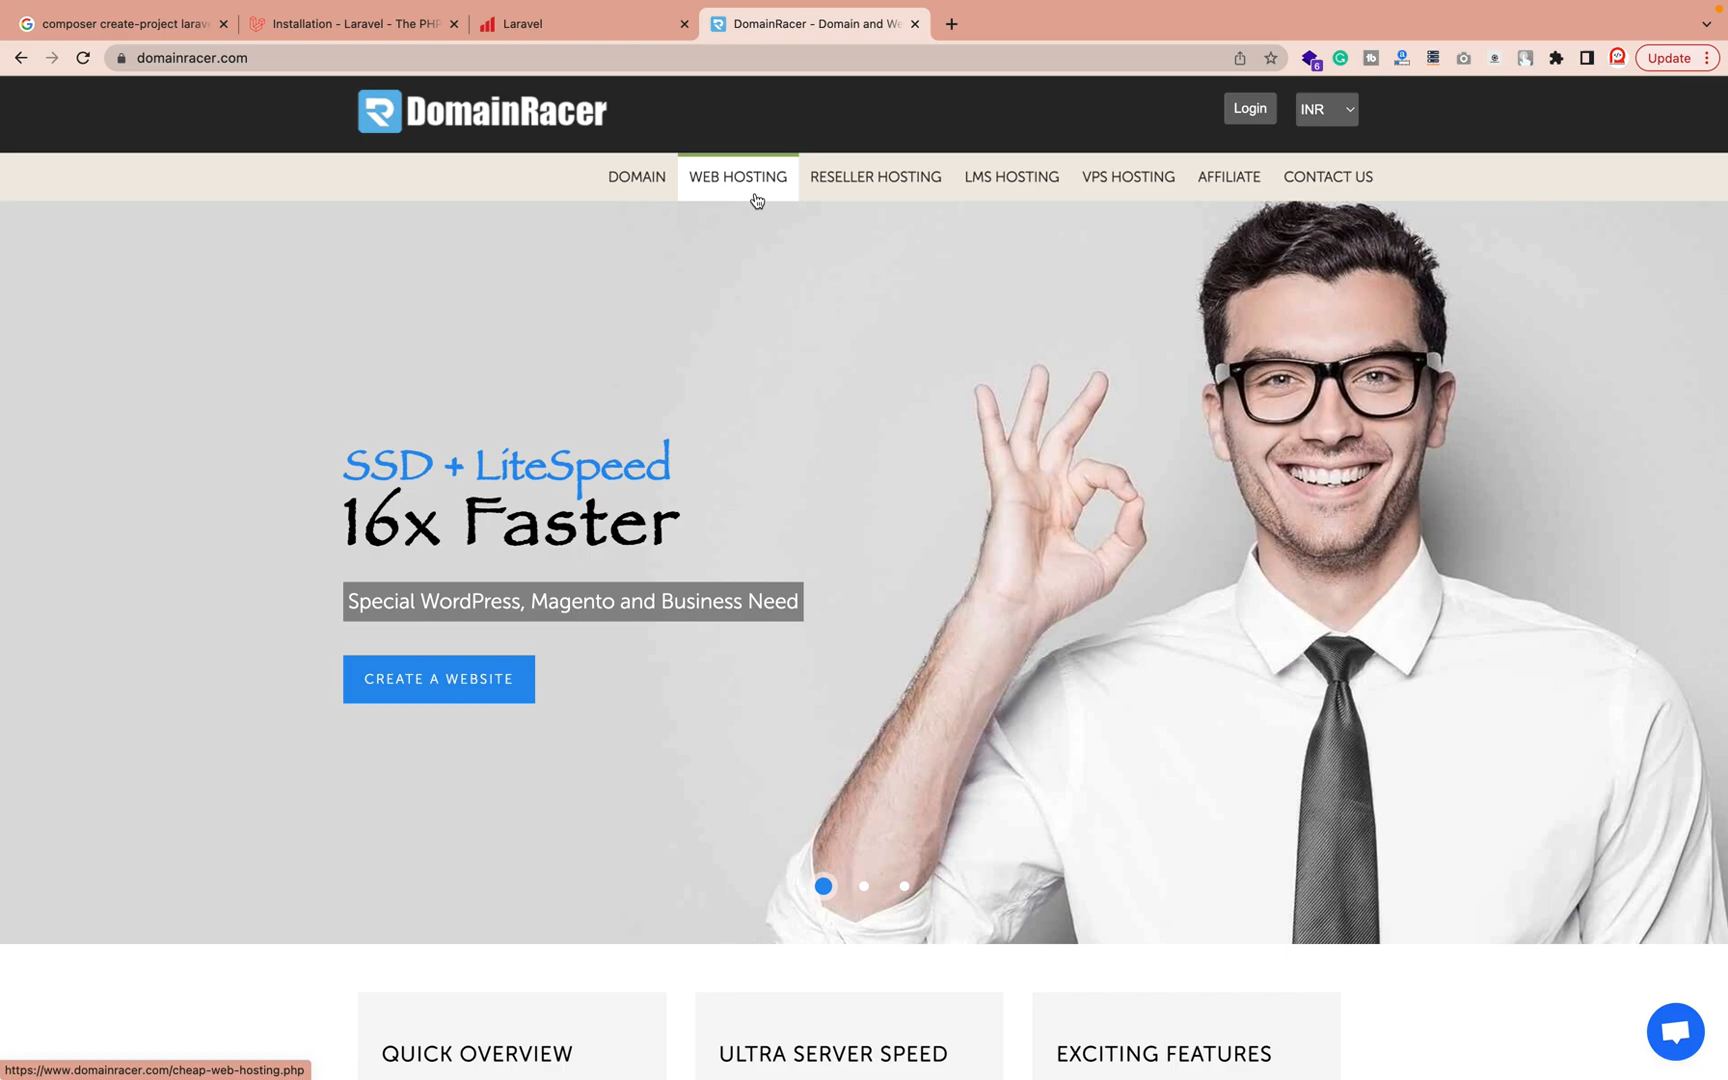 composer create-project larav
Installation - Laravel - The PHP
Laravel
DomainRacer - Domain and We
domainracer.com
6
Update
DomainRacer
Login
INR
DOMAIN
WEB HOSTING
RESELLER HOSTING
LMS HOSTING
VPS HOSTING
AFFILIATE
CONTACT US
SSD + LiteSpeed
16x Faster
Special WordPress, Magento and Business Need
CREATE A WEBSITE
QUICK OVERVIEW
ULTRA SERVER SPEED
EXCITING FEATURES
https://www.domainracer.com/cheap-web-hosting.php